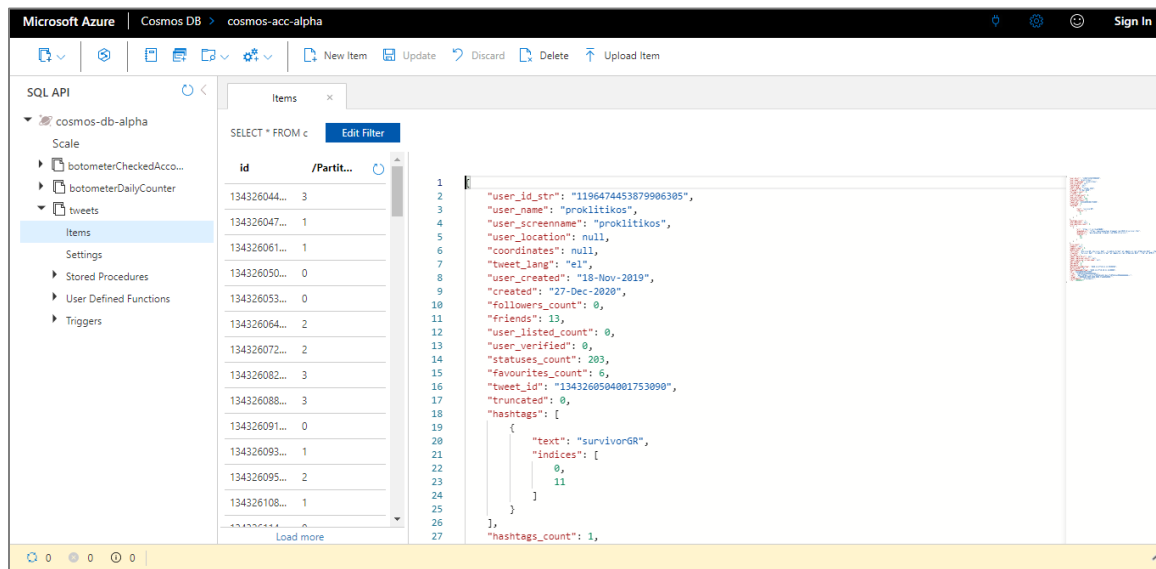 Microsoft Azure Cosmos DB > cosmos-acc-alpha Sign In
New Item Update Discard Delete Upload Item
SQL API
cosmos-db-alpha
Scale
botometerCheckedAcco...
botometerDailyCounter
tweets
Items
Settings
Stored Procedures
User Defined Functions
Triggers
Items ×
SELECT * FROM c Edit Filter
id /Partit...
134326044... 3
134326047... 1
134326061... 1
134326050... 0
134326053... 0
134326064... 2
134326072... 2
134326082... 3
134326088... 3
134326091... 0
134326093... 1
134326095... 2
134326108... 1
Load more
1 {
2 "user_id_str": "1196474453879906305",
3 "user_name": "proklitikos",
4 "user_screenname": "proklitikos",
5 "user_location": null,
6 "coordinates": null,
7 "tweet_lang": "el",
8 "user_created": "18-Nov-2019",
9 "created": "27-Dec-2020",
10 "followers_count": 0,
11 "friends": 13,
12 "user_listed_count": 0,
13 "user_verified": 0,
14 "statuses_count": 203,
15 "favourites_count": 6,
16 "tweet_id": "1343260504001753090",
17 "truncated": 0,
18 "hashtags": [
19 {
20 "text": "survivorGR",
21 "indices": [
22 0,
23 11
24 ]
25 }
26 ],
27 "hashtags_count": 1,
0 0 0